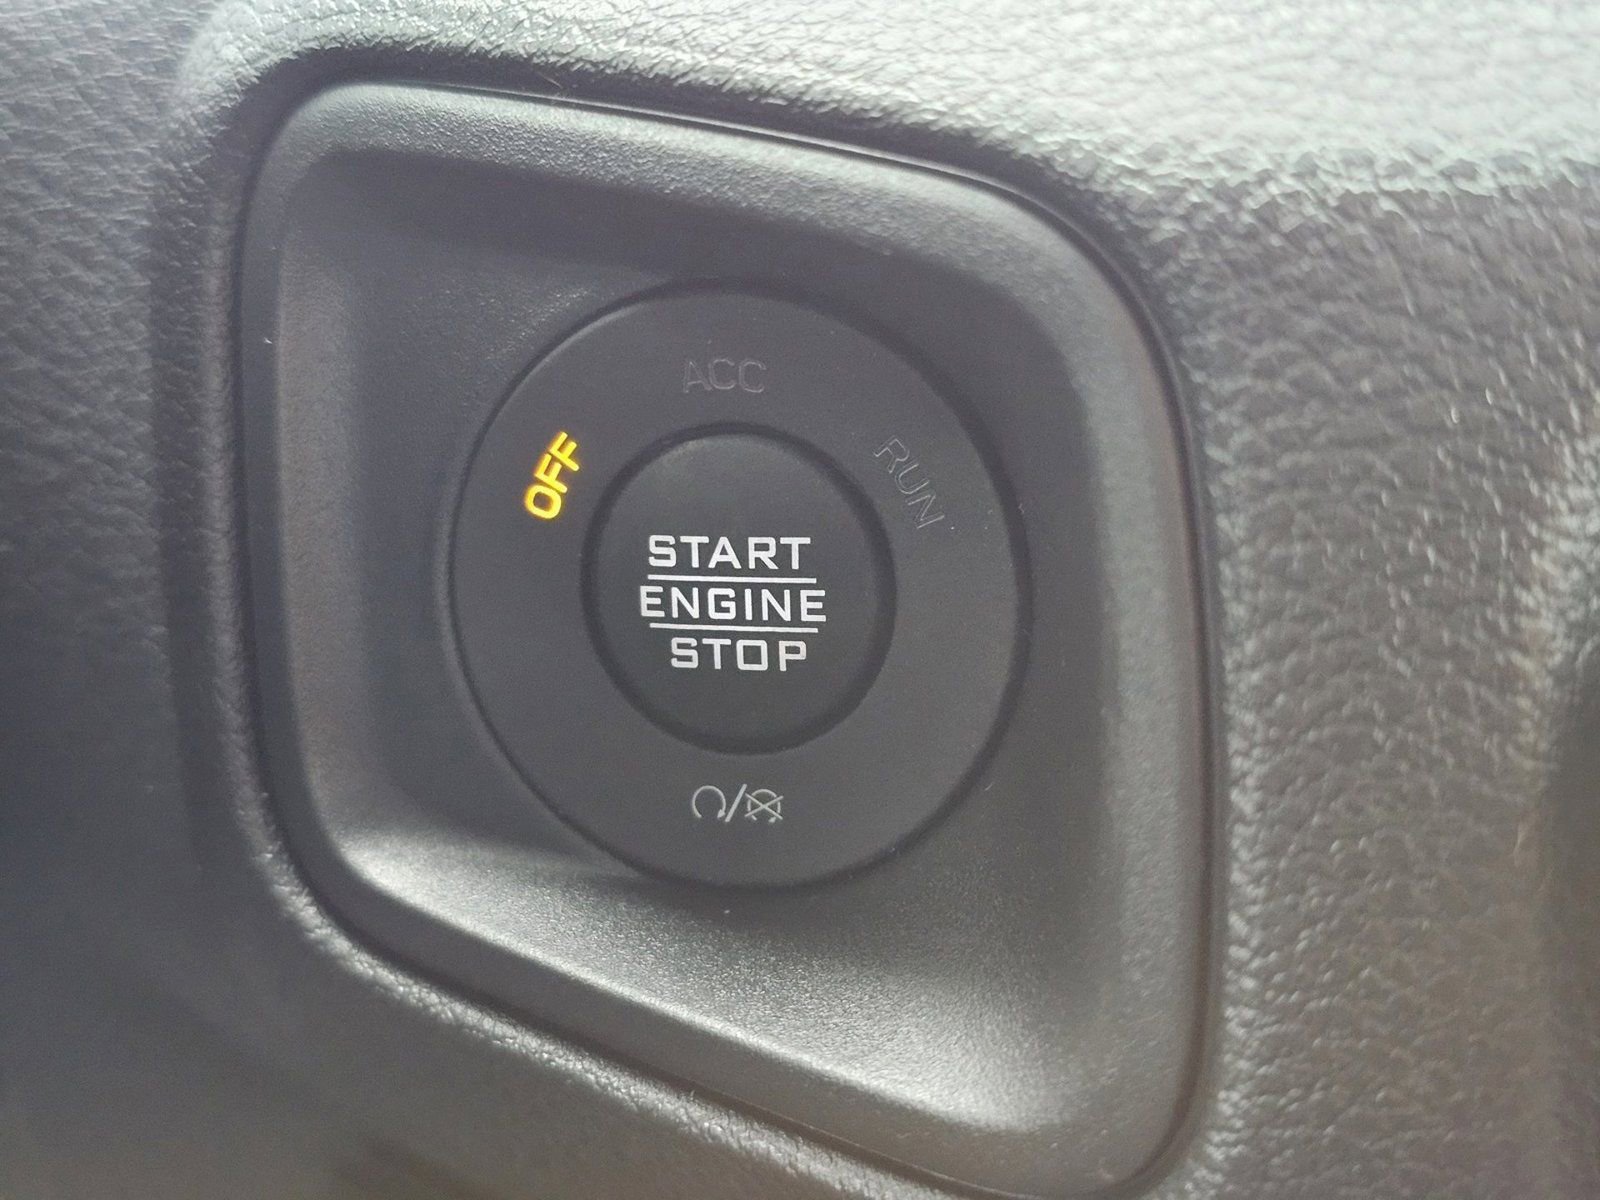 ACC
OFF
RUN
START
ENGINE
STOP